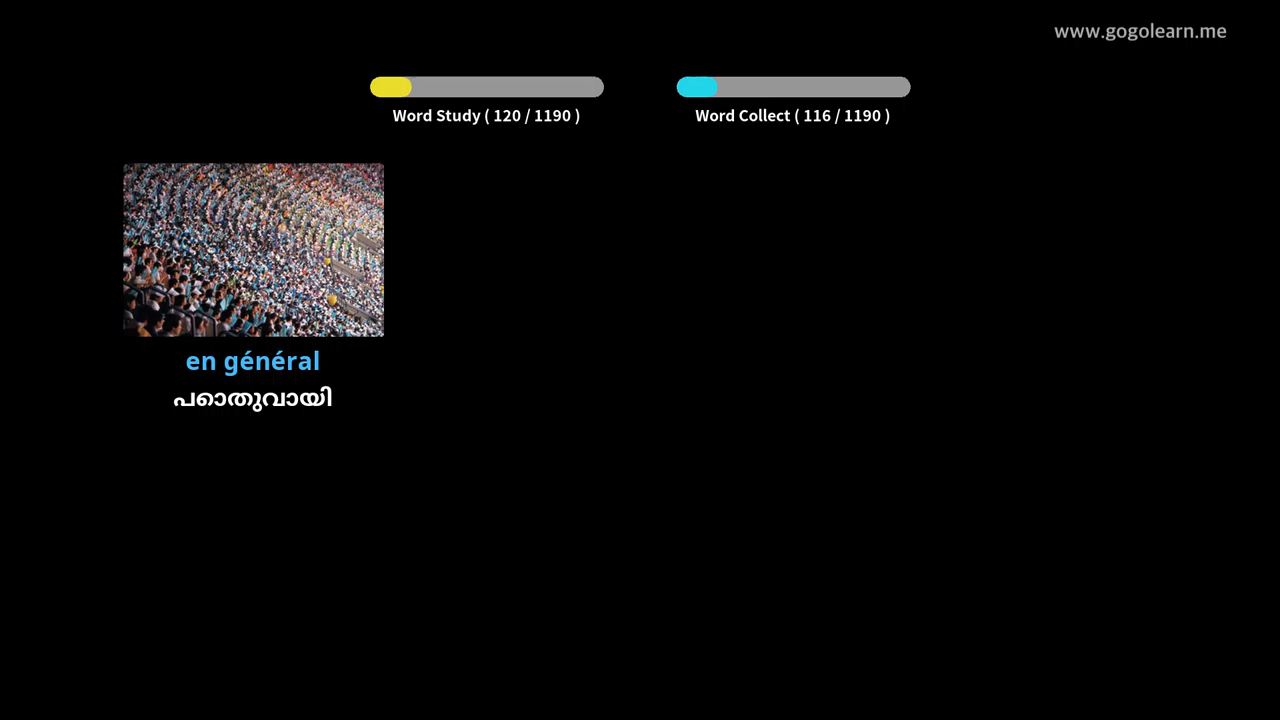 www.gogolearn.me
Word Study ( 120 / 1190 )
Word Collect ( 116 / 1190 )
en général
പൊതുവായി